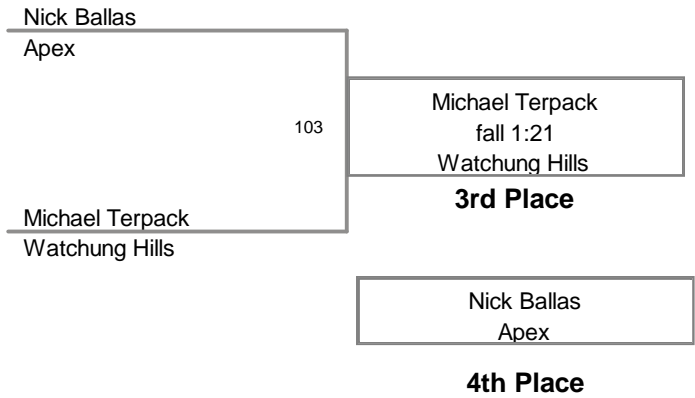 Nick Ballas
Apex
103
Michael Terpack
fall 1:21
Watchung Hills
3rd Place
Michael Terpack
Watchung Hills
Nick Ballas
Apex
4th Place